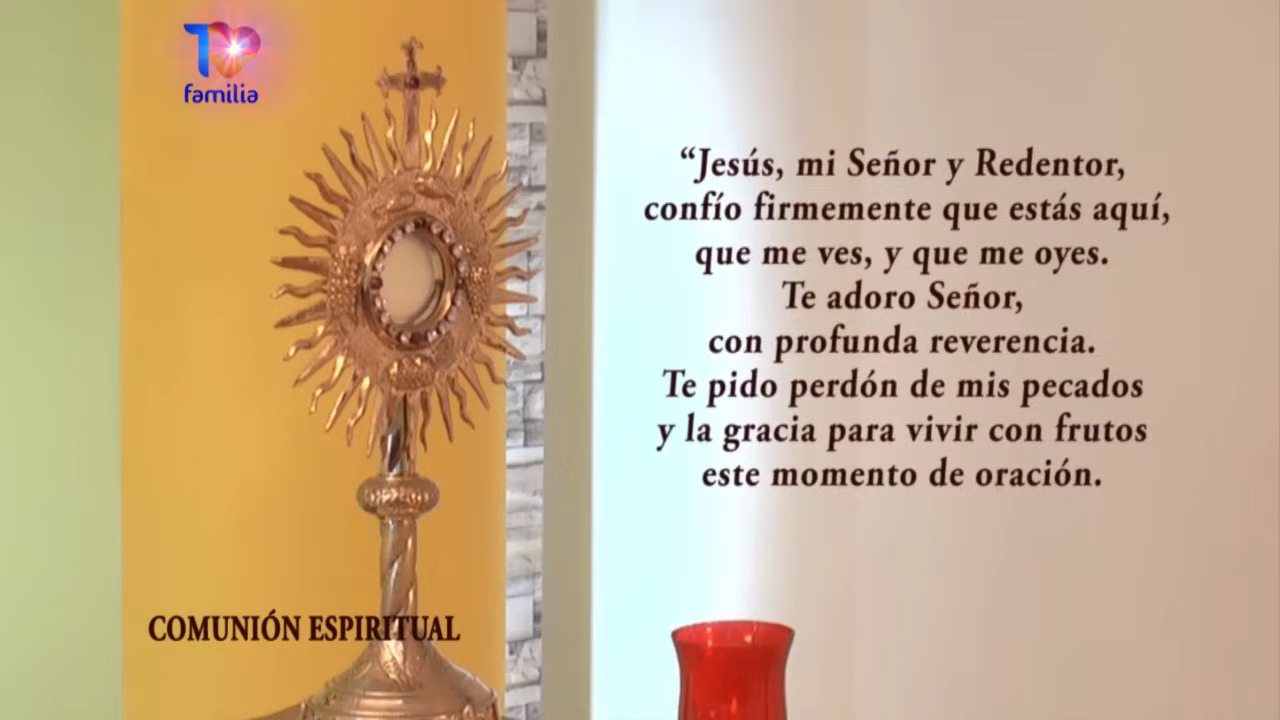 T
familia
“Jesús, mi Señor y Redentor,
confío firmemente que estás aquí,
que me ves, y que me oyes.
Te adoro Señor,
con profunda reverencia.
Te pido perdón de mis pecados
y la gracia para vivir con frutos
este momento de oración.
COMUNIÓN ESPIRITUAL